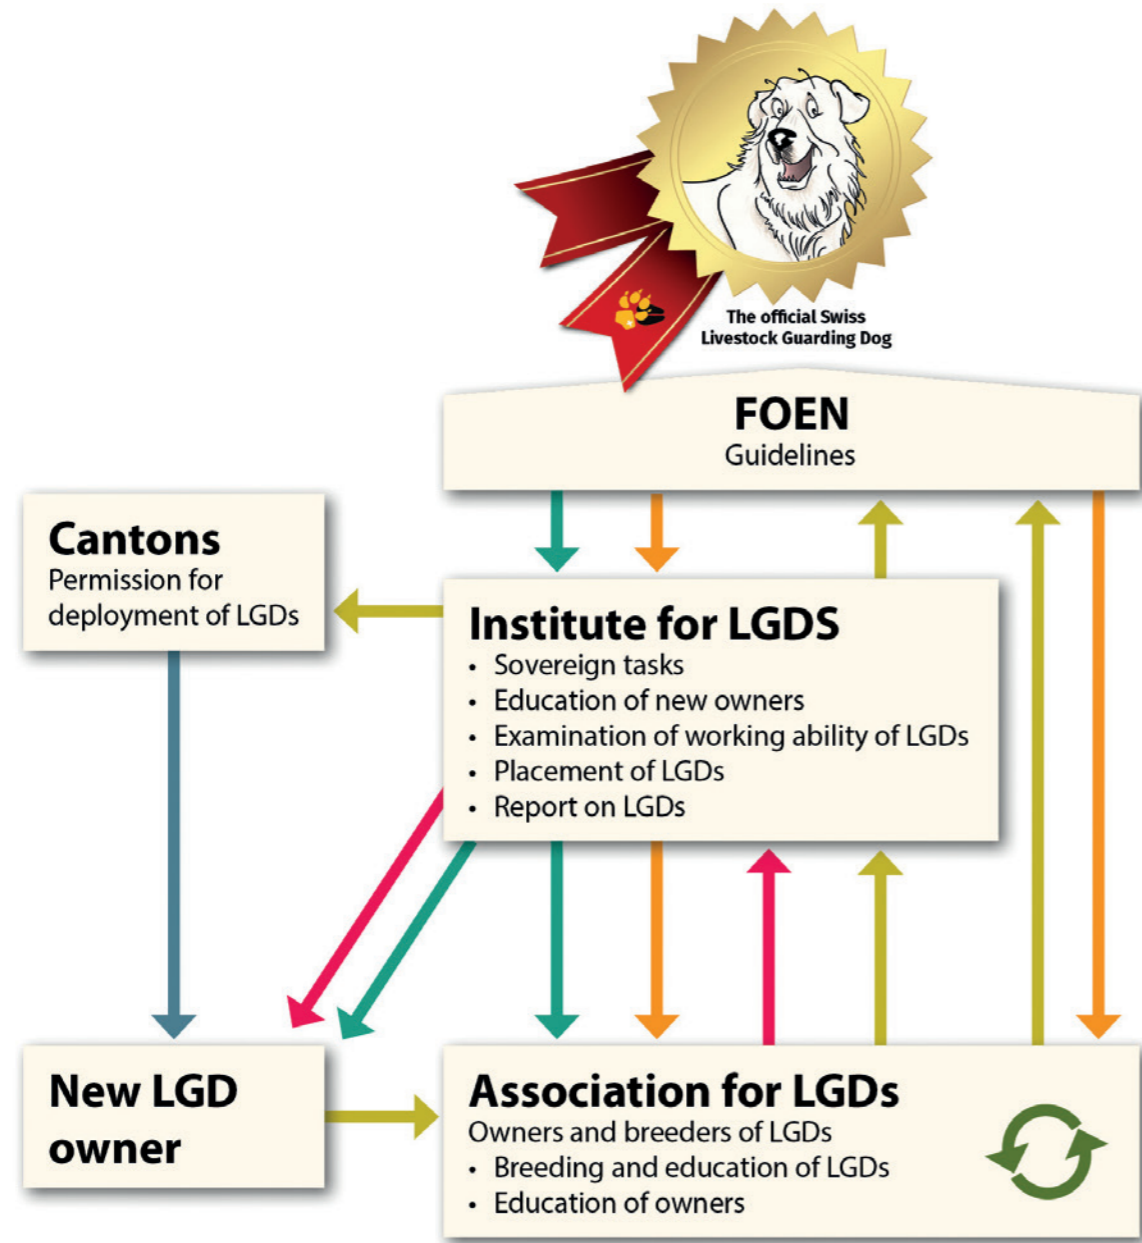 The official Swiss
Livestock Guarding Dog
FOEN
Guidelines
Cantons
Permission for
deployment of LGDs
Institute for LGDS
• Sovereign tasks
• Education of new owners
• Examination of working ability of LGDs
• Placement of LGDs
• Report on LGDs
New LGD
owner
Association for LGDs
Owners and breeders of LGDs
• Breeding and education of LGDs
• Education of owners